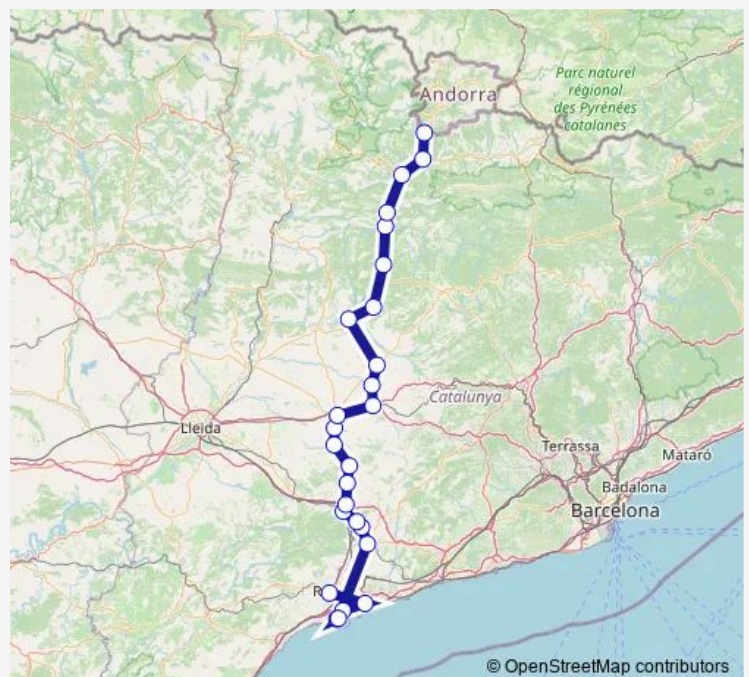 Andorra
Parc naturel
régional
des Pyrénées
catalanes
Catalunya
Lleida
Terrassa
Mataró
Badalona
Barcelona
R
© OpenStreetMap contributors